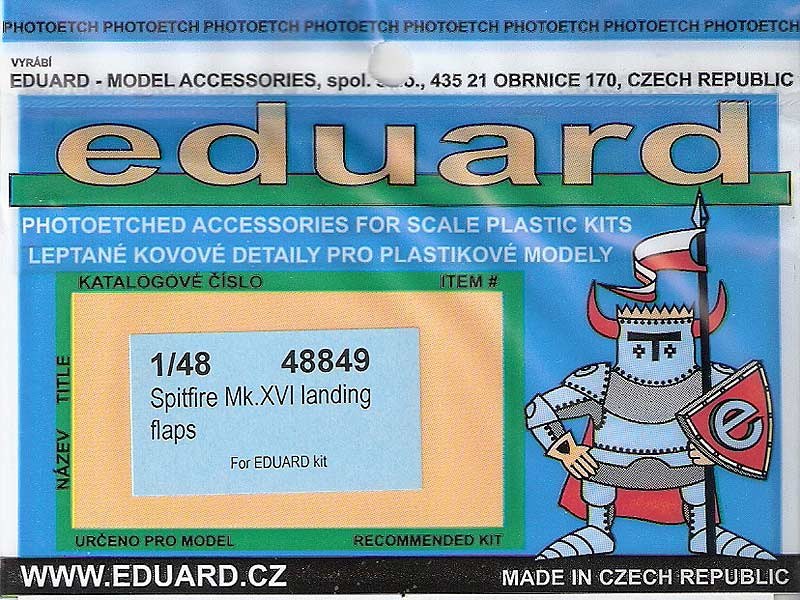 PHOTOETCH PHOTOETCH PHOTOETCH PHOTOETCH PHOTOETCH PHOTOETCH PHOTOETCH PHOTOETCH
VYRÁBÍ
EDUARD - MODEL ACCESSORIES, spol. 435 21 OBRNICE 170, CZECH REPUBLIC
eduard
PHOTOETCHED ACCESSORIES FOR SCALE PLASTIC KITS
LEPTANÉ KOVOVÉ DETAILY PRO PLASTIKOVÉ MODELY
KATALOGOVÉ ČÍSLO ITEM #
NÁZEV TITLE
1/48 48849
Spitfire Mk.XVI landing
flaps
For EDUARD kit
e
URČENO PRO MODEL RECOMMENDED KIT
WWW.EDUARD.CZ MADE IN CZECH REPUBLIC